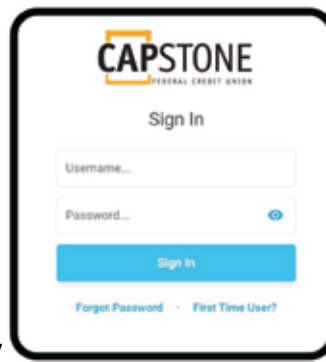 CAPSTONE
FEDERAL CREDIT UNION
Sign In
Username...
Password...
Sign In
Forgot Password · First Time User?